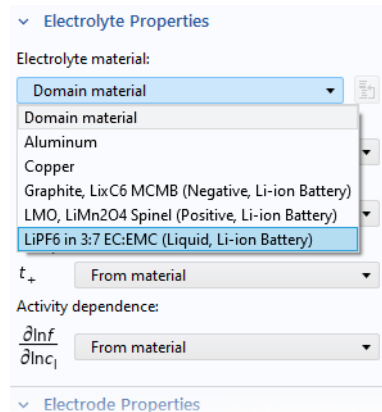 Electrolyte Properties
Electrolyte material:
Domain material
Domain material
Aluminum
Copper
Graphite, LixC6 MCMB (Negative, Li-ion Battery)
LMO, LiMn2O4 Spinel (Positive, Li-ion Battery)
LiPF6 in 3:7 EC:EMC (Liquid, Li-ion Battery)
t+ From material
Activity dependence:
∂lnf/∂lncl From material
Electrode Properties